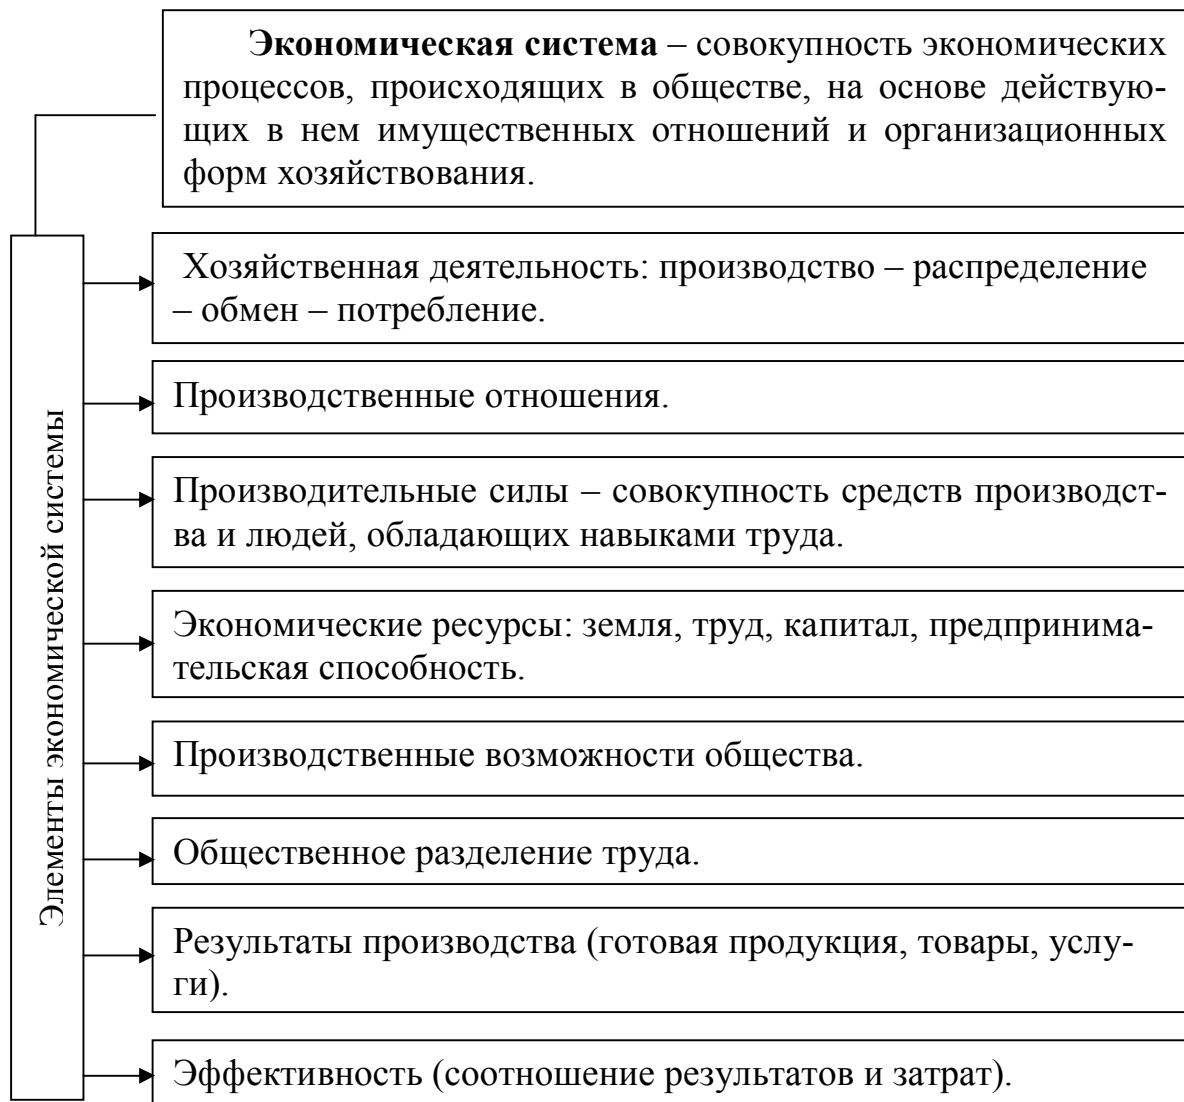 Экономическая система – совокупность экономических
процессов, происходящих в обществе, на основе действую-
щих в нем имущественных отношений и организационных
форм хозяйствования.
Элементы экономической системы
Хозяйственная деятельность: производство – распределение
– обмен – потребление.
Производственные отношения.
Производительные силы – совокупность средств производст-
ва и людей, обладающих навыками труда.
Экономические ресурсы: земля, труд, капитал, предпринима-
тельская способность.
Производственные возможности общества.
Общественное разделение труда.
Результаты производства (готовая продукция, товары, услу-
ги).
Эффективность (соотношение результатов и затрат).